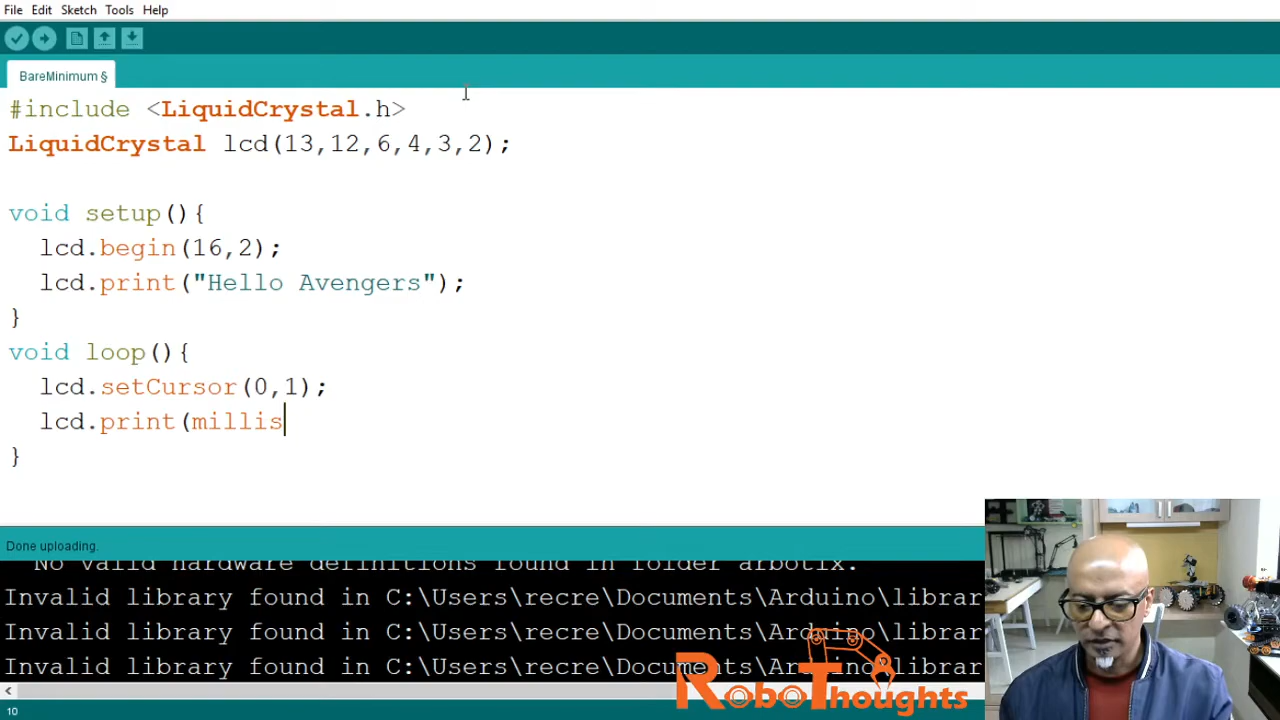 File Edit Sketch Tools Help
BareMinimum §
#include <LiquidCrystal.h>
LiquidCrystal lcd(13,12,6,4,3,2);
void setup(){
lcd.begin(16,2);
lcd.print("Hello Avengers");
}
void loop(){
lcd.setCursor(0,1);
lcd.print(millis
}
Done uploading.
No valid hardware definitions found in folder arbotix.
Invalid library found in C:\Users\recre\Documents\Arduino\librar
Invalid library found in C:\Users\recre\Documents\Arduino\librar
Invalid library found in C:\Users\recre\Documents\Arduino\librar
RoboThoughts
10